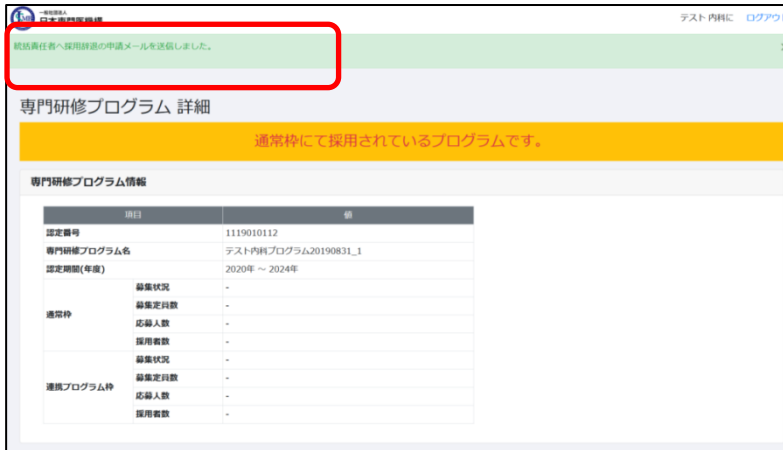 一般社団法人
日本専門医機構
テスト 内科に ログアウ
統括責任者へ採用辞退の申請メールを送信しました。
専門研修プログラム 詳細
通常枠にて採用されているプログラムです。
専門研修プログラム情報
項目 値
認定番号 1119010112
専門研修プログラム名 テスト内科プログラム20190831_1
認定期間(年度) 2020年 ～ 2024年
通常枠
募集状況 -
募集定員数 -
応募人数 -
採用者数 -
連携プログラム枠
募集状況 -
募集定員数 -
応募人数 -
採用者数 -